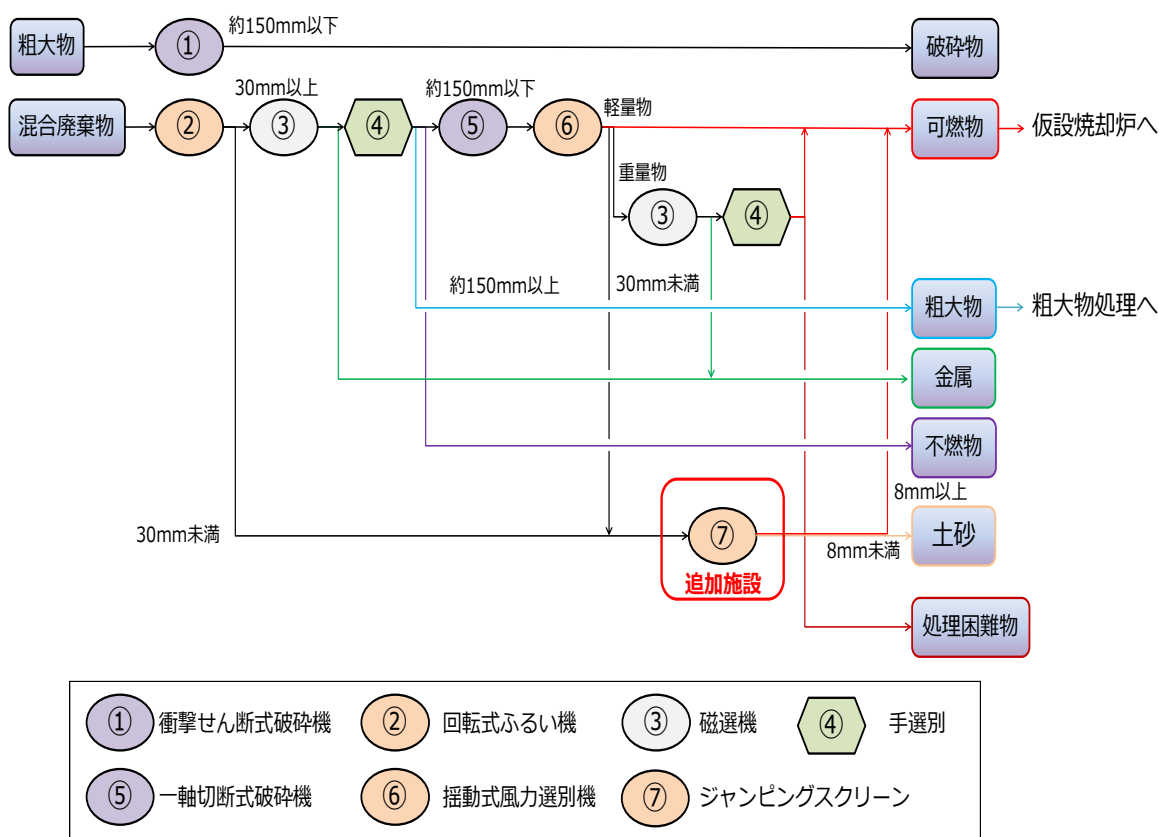 約150mm以下
粗大物
①
破砕物
30mm以上
約150mm以下
軽量物
混合廃棄物
②
③
④
⑤
⑥
可燃物
仮設焼却炉へ
重量物
③
④
約150mm以上
30mm未満
粗大物
粗大物処理へ
金属
不燃物
8mm以上
30mm未満
⑦
土砂
8mm未満
追加施設
処理困難物
① 衝撃せん断式破砕機
② 回転式ふるい機
③ 磁選機
④ 手選別
⑤ 一軸切断式破砕機
⑥ 揺動式風力選別機
⑦ ジャンピングスクリーン